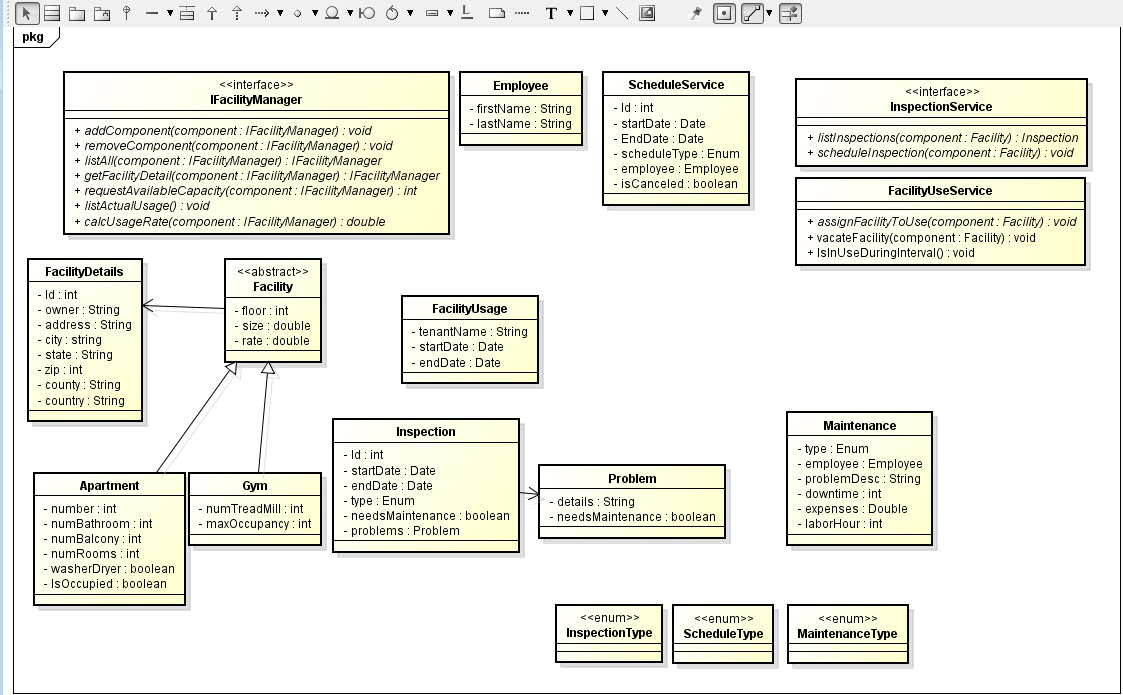 T
pkg
<<interface>>
IFacilityManager
+ addComponent(component : IFacilityManager) : void
+ removeComponent(component : IFacilityManager) : void
+ listAll(component : IFacilityManager) : IFacilityManager
+ getFacilityDetail(component : IFacilityManager) : IFacilityManager
+ requestAvailableCapacity(component : IFacilityManager) : int
+ listActualUsage() : void
+ calcUsageRate(component : IFacilityManager) : double
Employee
- firstName : String
- lastName : String
ScheduleService
- Id : int
- startDate : Date
- EndDate : Date
- scheduleType : Enum
- employee : Employee
- isCanceled : boolean
<<interface>>
InspectionService
+ listInspections(component : Facility) : Inspection
+ scheduleInspection(component : Facility) : void
FacilityUseService
+ assignFacilityToUse(component : Facility) : void
+ vacateFacility(component : Facility) : void
+ IsInUseDuringInterval() : void
FacilityDetails
- Id : int
- owner : String
- address : String
- city : string
- state : String
- zip : int
- county : String
- country : String
<<abstract>>
Facility
- floor : int
- size : double
- rate : double
FacilityUsage
- tenantName : String
- startDate : Date
- endDate : Date
Inspection
- Id : int
- startDate : Date
- endDate : Date
- type : Enum
- needsMaintenance : boolean
- problems : Problem
Problem
- details : String
- needsMaintenance : boolean
Maintenance
- type : Enum
- employee : Employee
- problemDesc : String
- downtime : int
- expenses : Double
- laborHour : int
Apartment
- number : int
- numBathroom : int
- numBalcony : int
- numRooms : int
- washerDryer : boolean
- IsOccupied : boolean
Gym
- numTreadMill : int
- maxOccupancy : int
<<enum>>
InspectionType
<<enum>>
ScheduleType
<<enum>>
MaintenanceType